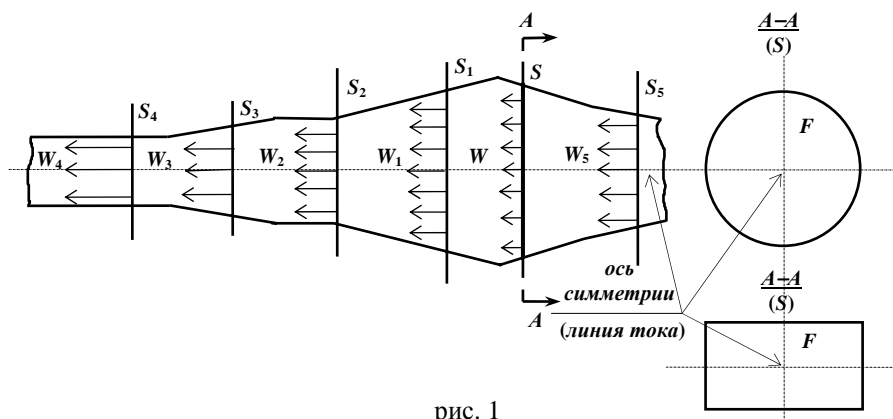 A
A–A
(S)
S₁
S
S₂
S₅
S₄
S₃
F
W₄
W₃
W₂
W₁
W
W₅
ось
симметрии
A
(линия тока)
A–A
(S)
F
рис. 1